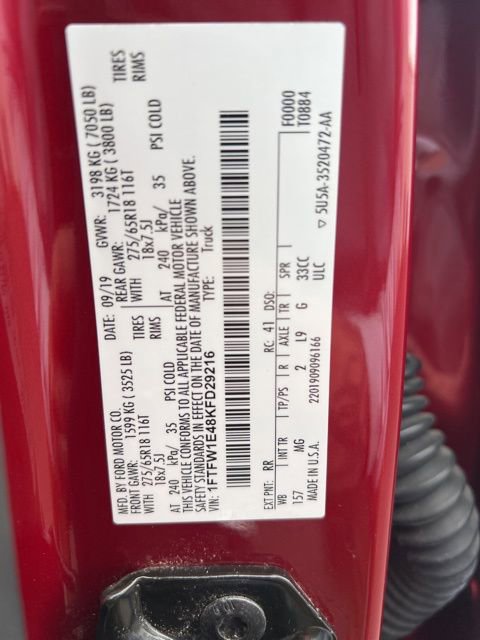 MFD. BY FORD MOTOR CO.
DATE: 09/19 GVWR: 3198 KG ( 7050 LB)
FRONT GAWR: 1599 KG ( 3525 LB) REAR GAWR: 1724 KG ( 3800 LB)
WITH 275/65R18 116T TIRES WITH 275/65R18 116T TIRES
18x7.5J RIMS 18x7.5J RIMS
AT 240 kPa/ 35 PSI COLD AT 240 kPa/ 35 PSI COLD
THIS VEHICLE CONFORMS TO ALL APPLICABLE FEDERAL MOTOR VEHICLE
SAFETY STANDARDS IN EFFECT ON THE DATE OF MANUFACTURE SHOWN ABOVE.
VIN: 1FTFW1E48KFD29216 TYPE: Truck
F0000
T0884
EXT PNT: RR RC: 41 DSO:
WB INT TR TP/PS R AXLE TR SPR
157 MG 2 L9 G 33CC
ULC
MADE IN U.S.A. 2201909096166 ▽ 5U5A-3520472-AA